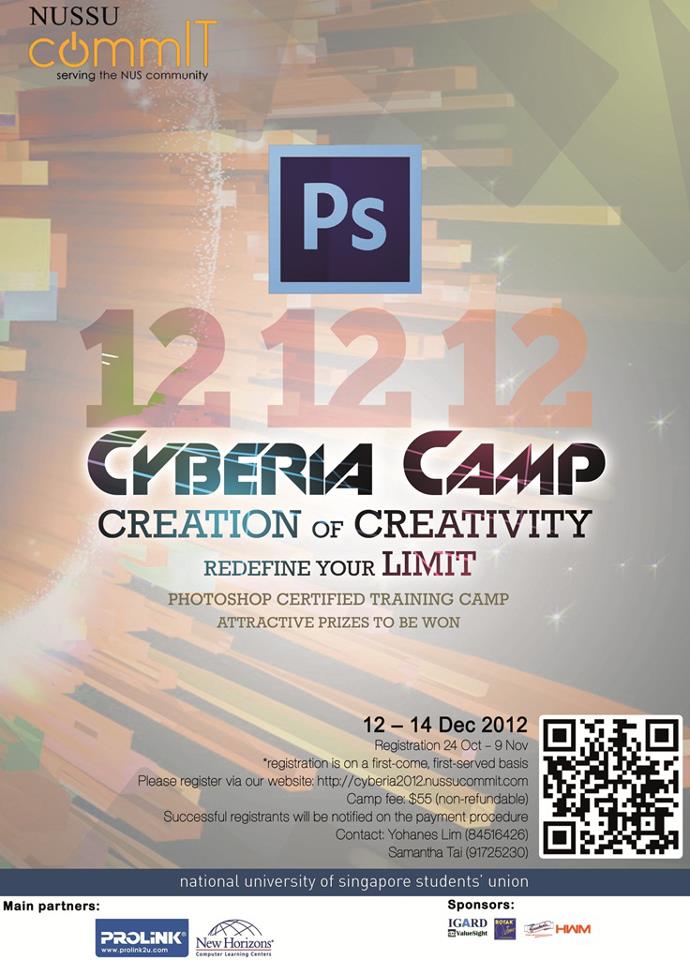 NUSSU
commIT
serving the NUS community
Ps
12 12 12
CYBERIA CAMP
CREATION OF CREATIVITY
REDEFINE YOUR LIMIT
PHOTOSHOP CERTIFIED TRAINING CAMP
ATTRACTIVE PRIZES TO BE WON
12 – 14 Dec 2012
Registration 24 Oct – 9 Nov
*registration is on a first-come, first-served basis
Please register via our website: http://cyberia2012.nussucommit.com
Camp fee: $55 (non-refundable)
Successful registrants will be notified on the payment procedure
Contact: Yohanes Lim (84516426)
Samantha Tai (91725230)
national university of singapore students' union
Main partners:
PROLiNK®
www.prolink2u.com
New Horizons®
Computer Learning Centers
Sponsors:
IGARD
ValueSight
ROYAK
HWM